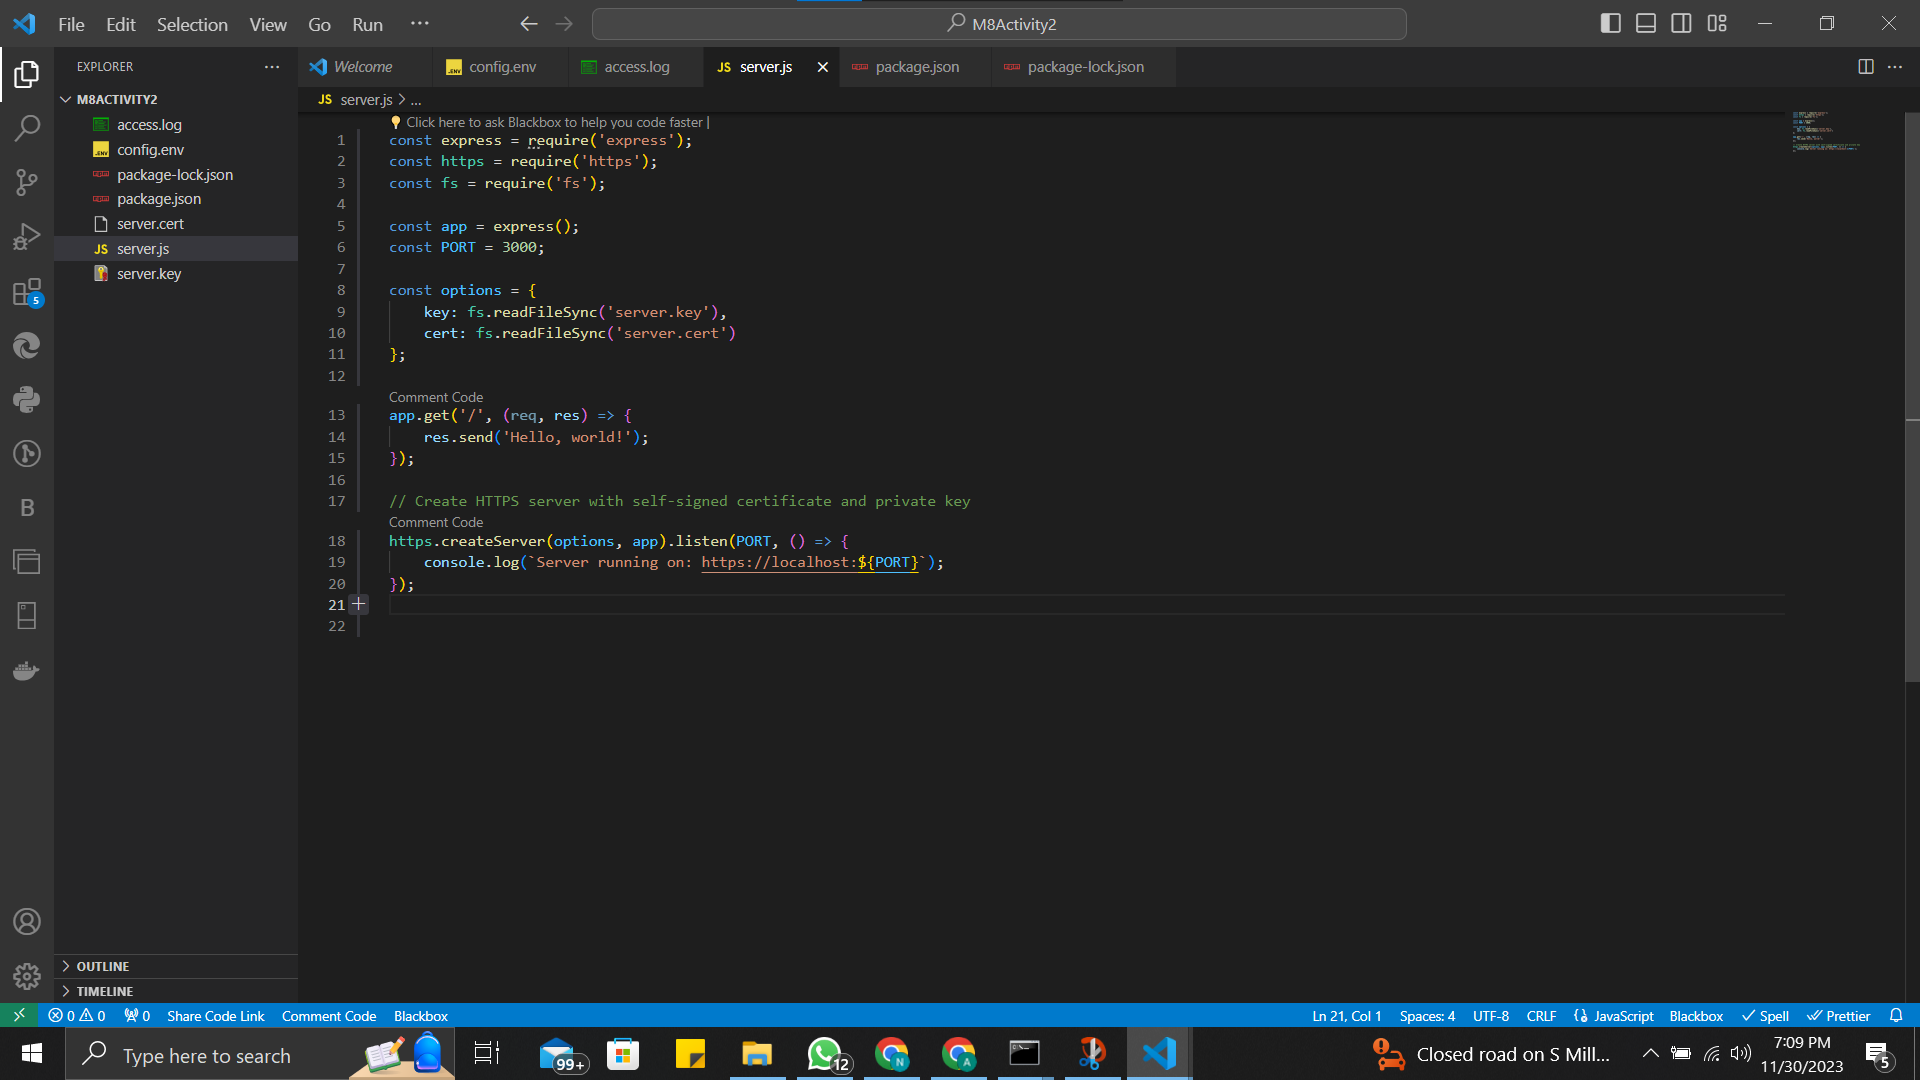 File Edit Selection View Go Run ···
M8Activity2
EXPLORER ···
Welcome config.env access.log JS server.js package.json package-lock.json
JS server.js > ...
M8ACTIVITY2
access.log
config.env
package-lock.json
package.json
server.cert
JS server.js
server.key
Click here to ask Blackbox to help you code faster |
1 const express = require('express');
2 const https = require('https');
3 const fs = require('fs');
4
5 const app = express();
6 const PORT = 3000;
7
8 const options = {
9 key: fs.readFileSync('server.key'),
10 cert: fs.readFileSync('server.cert')
11 };
12
Comment Code
13 app.get('/', (req, res) => {
14 res.send('Hello, world!');
15 });
16
17 // Create HTTPS server with self-signed certificate and private key
Comment Code
18 https.createServer(options, app).listen(PORT, () => {
19 console.log(`Server running on: https://localhost:${PORT}`);
20 });
21
22
5
B
OUTLINE
TIMELINE
0 0 0 Share Code Link Comment Code Blackbox
Ln 21, Col 1 Spaces: 4 UTF-8 CRLF {} JavaScript Blackbox Spell Prettier
Type here to search
99+
12
N
A
Closed road on S Mill...
7:09 PM
11/30/2023
5